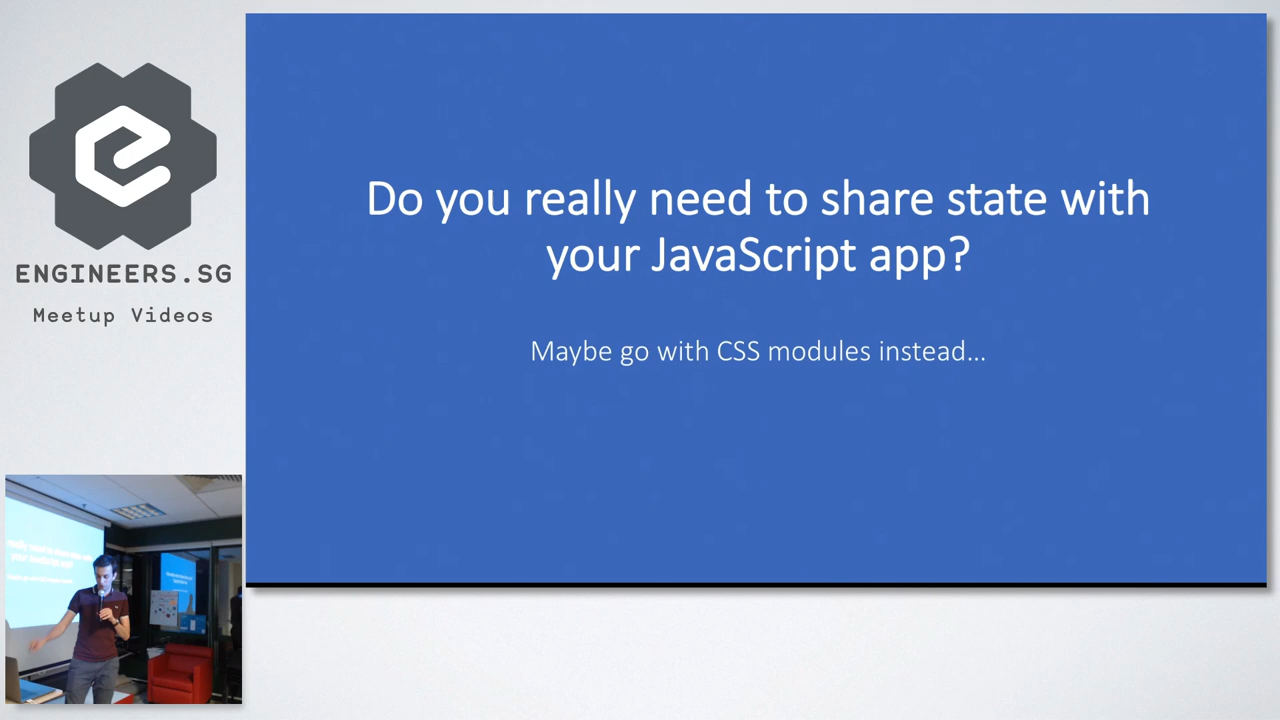 ENGINEERS.SG
Meetup Videos
Do you really need to share state with
your JavaScript app?
Maybe go with CSS modules instead...